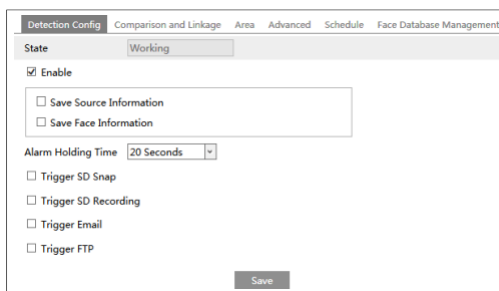 Detection Config Comparison and Linkage Area Advanced Schedule Face Database Management
State Working
Enable
Save Source Information
Save Face Information
Alarm Holding Time 20 Seconds
Trigger SD Snap
Trigger SD Recording
Trigger Email
Trigger FTP
Save